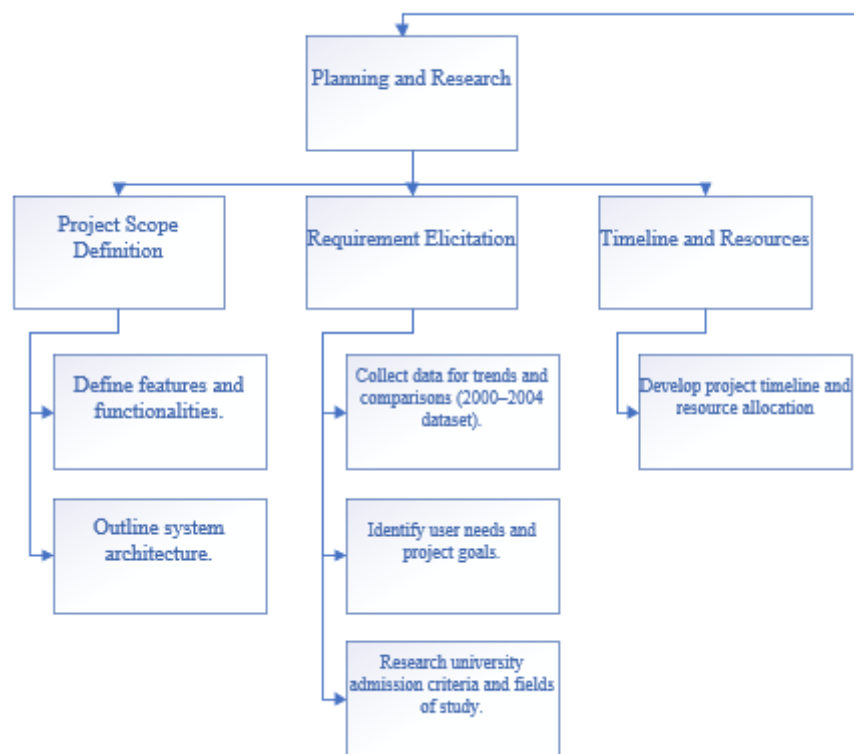 Planning and Research
Project Scope
Definition
Requirement Elicitation
Timeline and Resources
Define features and
functionalities.
Outline system
architecture.
Collect data for trends and
comparisons (2000–2004
dataset).
Identify user needs and
project goals.
Research university
admission criteria and fields
of study.
Develop project timeline and
resource allocation